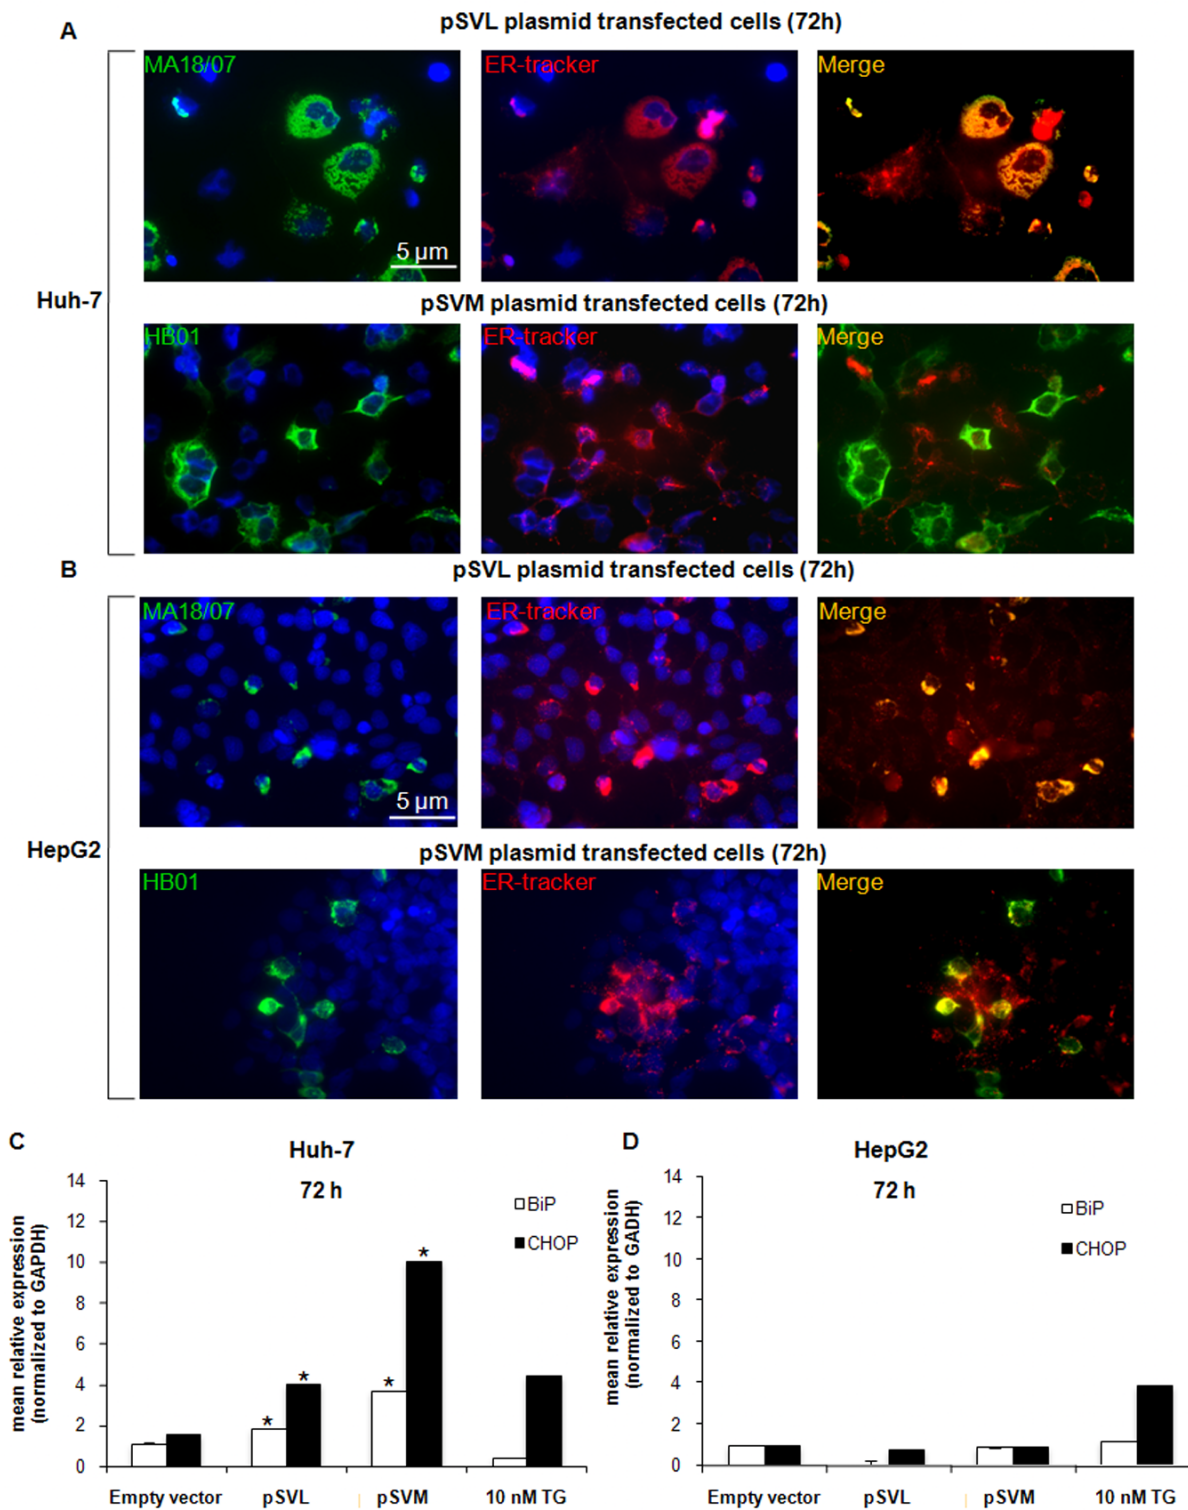 A
pSVL plasmid transfected cells (72h)
MA18/07
ER-tracker
Merge
5 µm
Huh-7
pSVM plasmid transfected cells (72h)
HB01
ER-tracker
Merge
B
pSVL plasmid transfected cells (72h)
MA18/07
ER-tracker
Merge
5 µm
HepG2
pSVM plasmid transfected cells (72h)
HB01
ER-tracker
Merge
C
Huh-7
72 h
mean relative expression
(normalized to GAPDH)
14
12
10
8
6
4
2
0
BiP
CHOP
*
*
*
*
Empty vector
pSVL
pSVM
10 nM TG
D
HepG2
72 h
mean relative expression
(normalized to GADH)
14
12
10
8
6
4
2
0
BiP
CHOP
Empty vector
pSVL
pSVM
10 nM TG